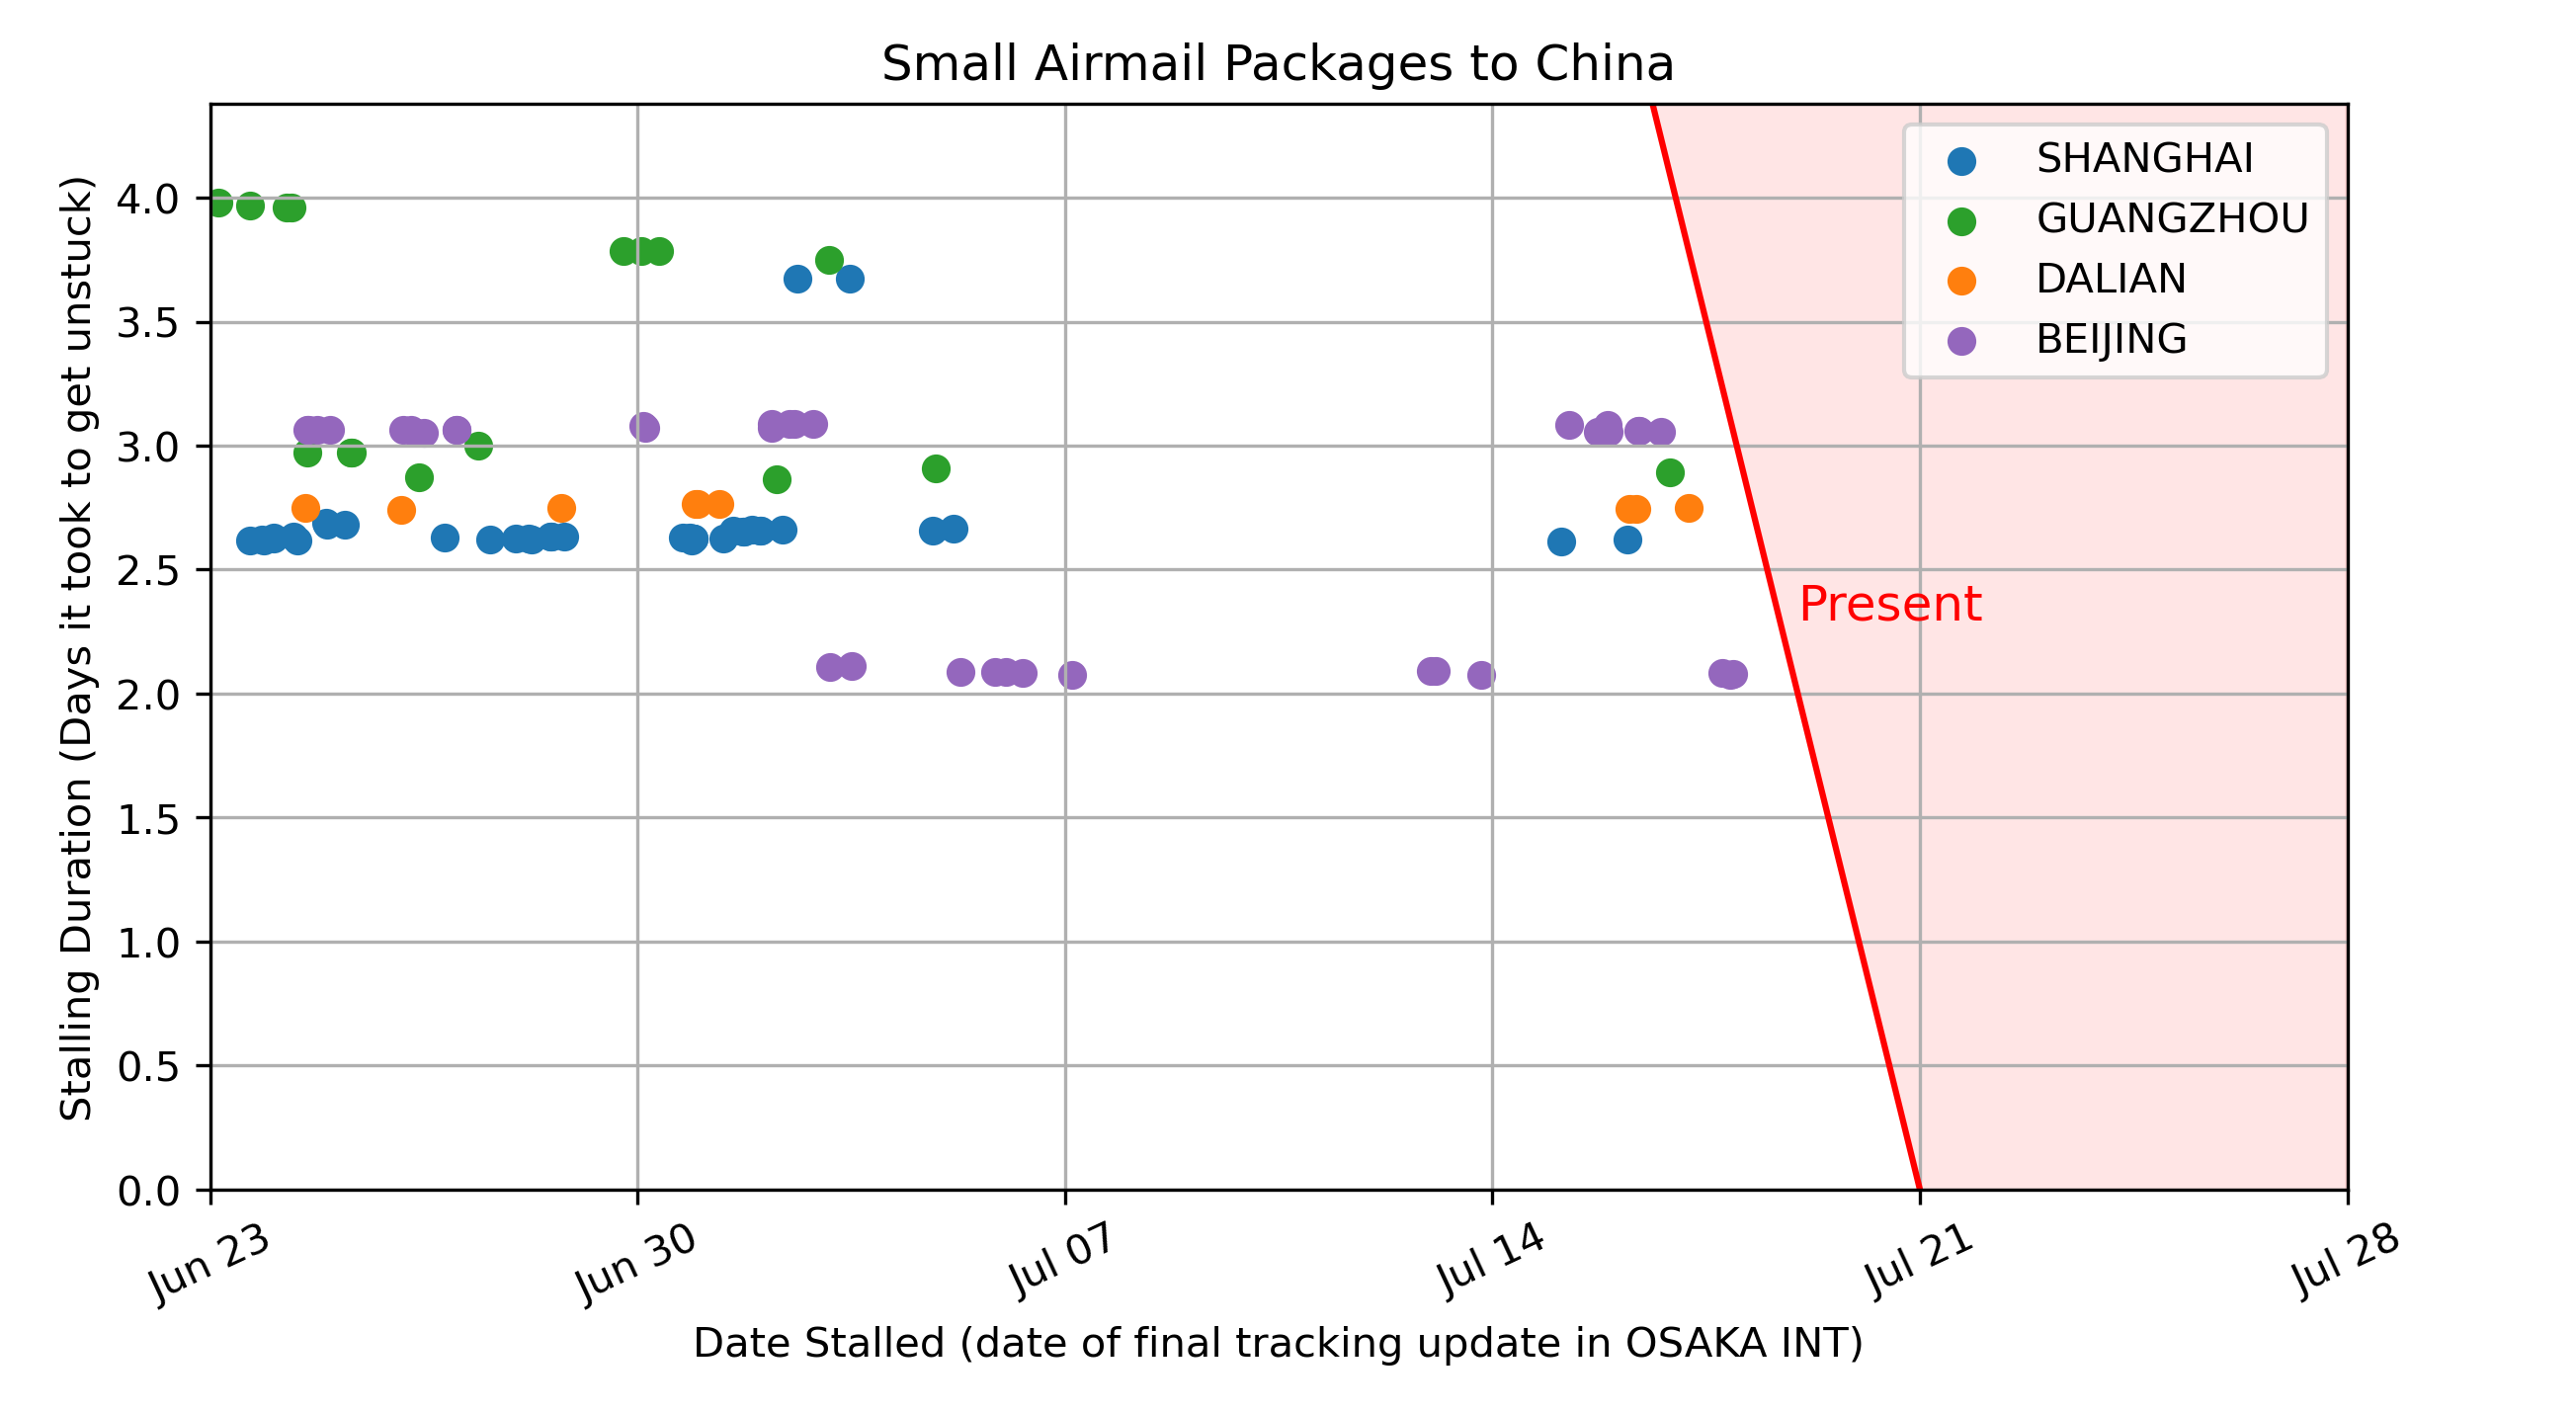 Small Airmail Packages to China
Stalling Duration (Days it took to get unstuck)
4.0
3.5
3.0
2.5
2.0
1.5
1.0
0.5
0.0
SHANGHAI
GUANGZHOU
DALIAN
BEIJING
Present
Jun 23
Jun 30
Jul 07
Jul 14
Jul 21
Jul 28
Date Stalled (date of final tracking update in OSAKA INT)